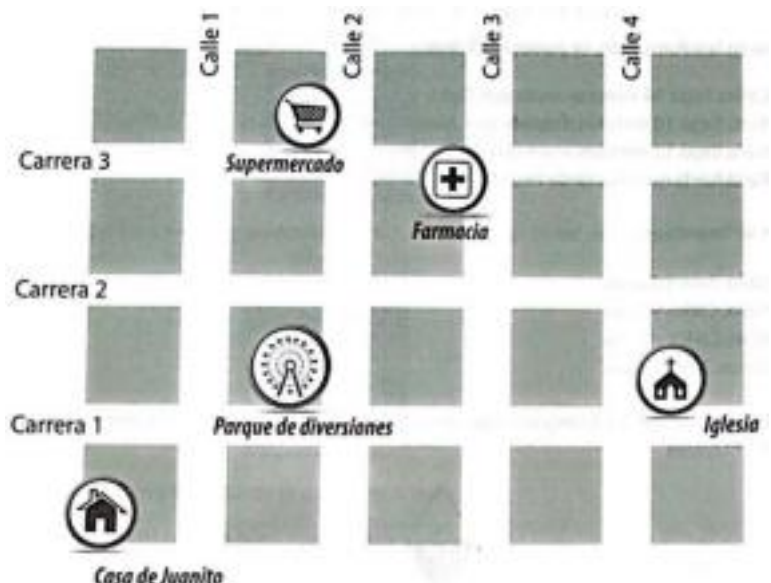 Calle 1
Calle 2
Calle 3
Calle 4
Supermercado
Carrera 3
Farmacia
Carrera 2
Carrera 1
Parque de diversiones
Iglesia
Casa de Juanito